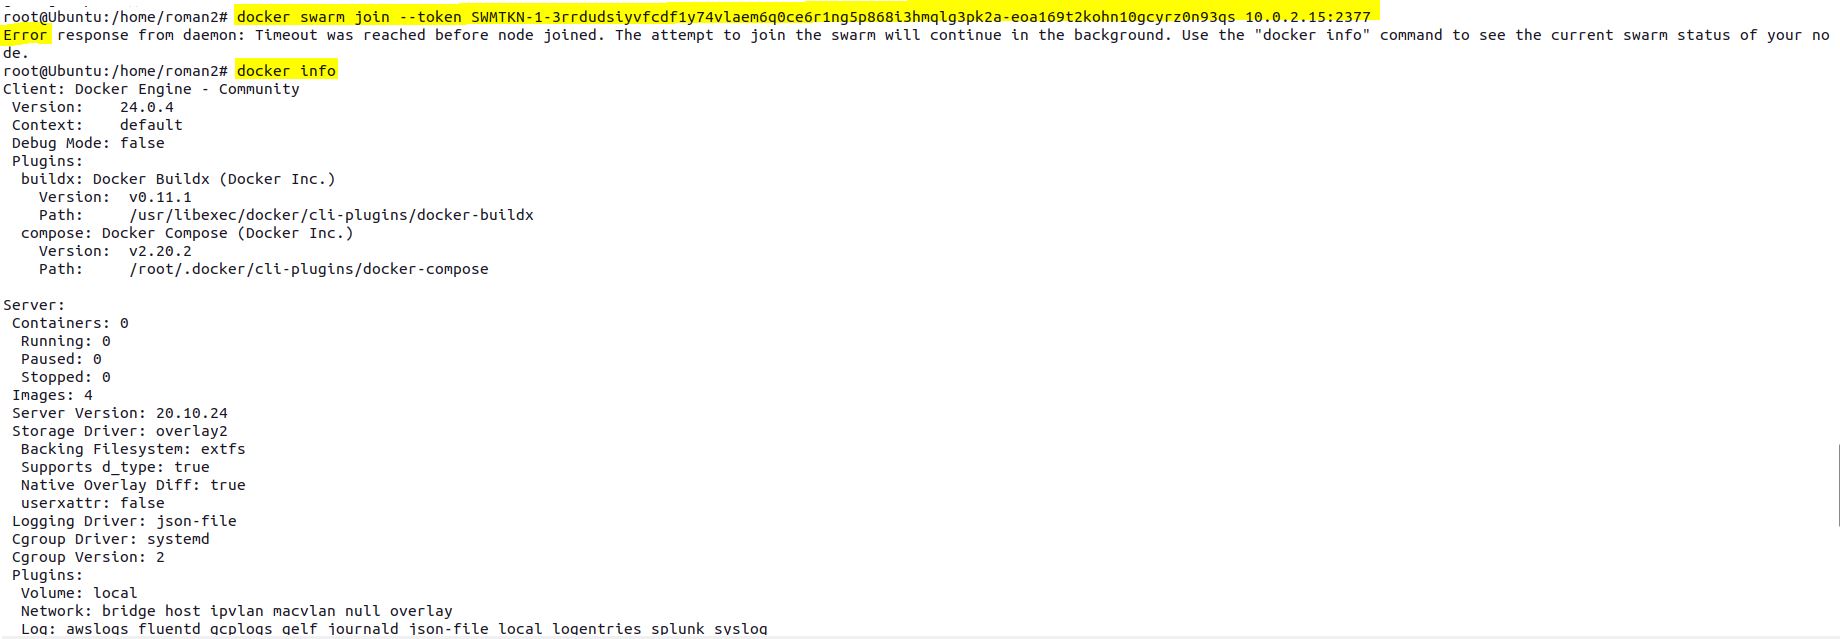 root@Ubuntu:/home/roman2# docker swarm join --token SWMTKN-1-3rrdudsiyvfcdf1y74vlaem6q0ce6r1ng5p868i3hmqlg3pk2a-eoa169t2kohn10gcyrz0n93qs 10.0.2.15:2377
Error response from daemon: Timeout was reached before node joined. The attempt to join the swarm will continue in the background. Use the "docker info" command to see the current swarm status of your no
de.
root@Ubuntu:/home/roman2# docker info
Client: Docker Engine - Community
 Version:    24.0.4
 Context:    default
 Debug Mode: false
 Plugins:
  buildx: Docker Buildx (Docker Inc.)
    Version:  v0.11.1
    Path:     /usr/libexec/docker/cli-plugins/docker-buildx
  compose: Docker Compose (Docker Inc.)
    Version:  v2.20.2
    Path:     /root/.docker/cli-plugins/docker-compose

Server:
 Containers: 0
  Running: 0
  Paused: 0
  Stopped: 0
 Images: 4
 Server Version: 20.10.24
 Storage Driver: overlay2
  Backing Filesystem: extfs
  Supports d_type: true
  Native Overlay Diff: true
  userxattr: false
 Logging Driver: json-file
 Cgroup Driver: systemd
 Cgroup Version: 2
 Plugins:
  Volume: local
  Network: bridge host ipvlan macvlan null overlay
  Log: awslogs fluentd gcplogs gelf journald json-file local logentries splunk syslog